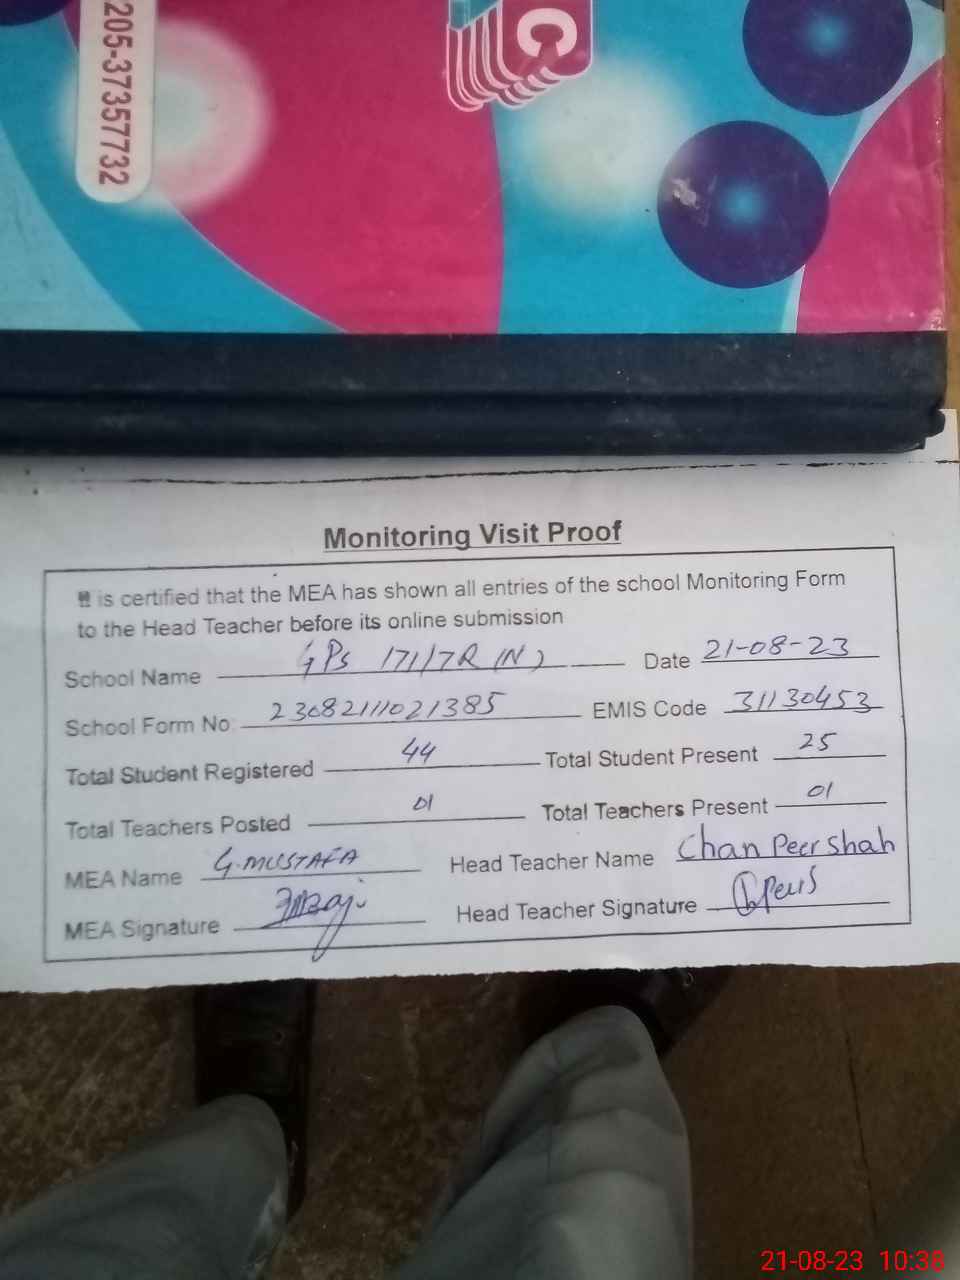 205-37357732
C
Monitoring Visit Proof
It is certified that the MEA has shown all entries of the school Monitoring Form
to the Head Teacher before its online submission
School Name GPS 171/7R (N) Date 21-08-23
School Form No. 2308211021385 EMIS Code 31130453
Total Student Registered 44 Total Student Present 25
Total Teachers Posted 01 Total Teachers Present 01
MEA Name G.MUSTAFA Head Teacher Name Chan Peer Shah
MEA Signature Head Teacher Signature
21-08-23 10:38